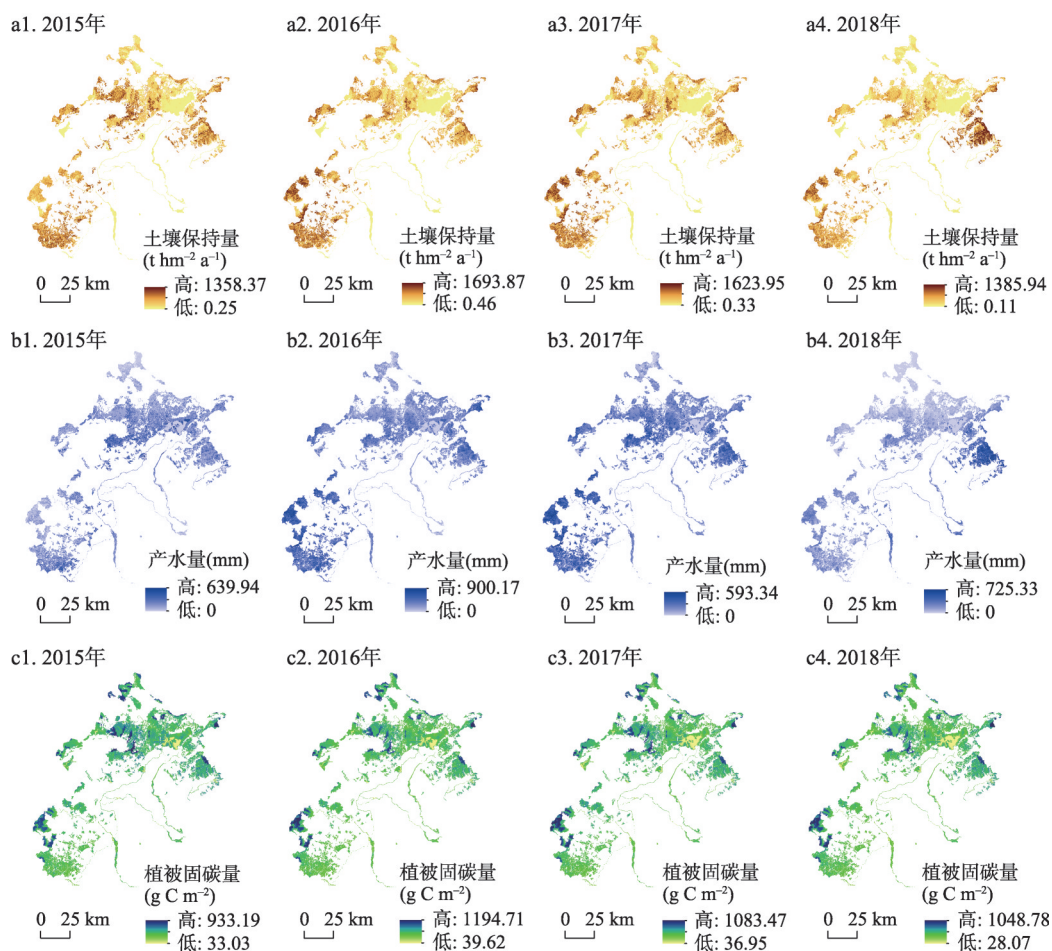 a1. 2015年
a2. 2016年
a3. 2017年
a4. 2018年
土壤保持量
(t hm⁻² a⁻¹)
高: 1358.37
低: 0.25
0 25 km
土壤保持量
(t hm⁻² a⁻¹)
高: 1693.87
低: 0.46
0 25 km
土壤保持量
(t hm⁻² a⁻¹)
高: 1623.95
低: 0.33
0 25 km
土壤保持量
(t hm⁻² a⁻¹)
高: 1385.94
低: 0.11
0 25 km
b1. 2015年
b2. 2016年
b3. 2017年
b4. 2018年
产水量(mm)
高: 639.94
低: 0
0 25 km
产水量(mm)
高: 900.17
低: 0
0 25 km
产水量(mm)
高: 593.34
低: 0
0 25 km
产水量(mm)
高: 725.33
低: 0
0 25 km
c1. 2015年
c2. 2016年
c3. 2017年
c4. 2018年
植被固碳量
(g C m⁻²)
高: 933.19
低: 33.03
0 25 km
植被固碳量
(g C m⁻²)
高: 1194.71
低: 39.62
0 25 km
植被固碳量
(g C m⁻²)
高: 1083.47
低: 36.95
0 25 km
植被固碳量
(g C m⁻²)
高: 1048.78
低: 28.07
0 25 km